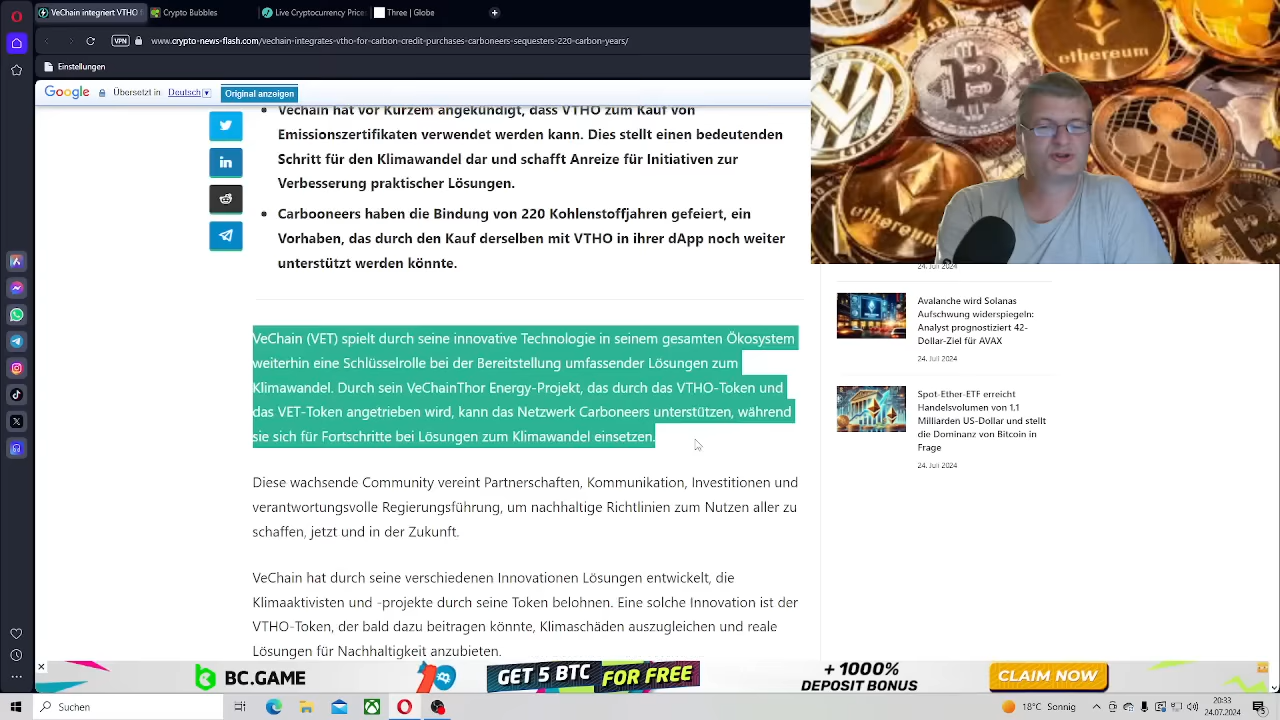 VeChain integriert VTHO für
Crypto Bubbles
Live Cryptocurrency Prices
Three | Globe
VPN
www.crypto-news-flash.com/vechain-integrates-vtho-for-carbon-credit-purchases-carboneers-sequesters-220-carbon-years/
Einstellungen
Google Übersetzt in: Deutsch Original anzeigen
Vechain hat vor Kurzem angekündigt, dass VTHO zum Kauf von
Emissionszertifikaten verwendet werden kann. Dies stellt einen bedeutenden
Schritt für den Klimawandel dar und schafft Anreize für Initiativen zur
Verbesserung praktischer Lösungen.
Carbooneers haben die Bindung von 220 Kohlenstoffjahren gefeiert, ein
Vorhaben, das durch den Kauf derselben mit VTHO in ihrer dApp noch weiter
unterstützt werden könnte.
VeChain (VET) spielt durch seine innovative Technologie in seinem gesamten Ökosystem
weiterhin eine Schlüsselrolle bei der Bereitstellung umfassender Lösungen zum
Klimawandel. Durch sein VeChainThor Energy-Projekt, das durch das VTHO-Token und
das VET-Token angetrieben wird, kann das Netzwerk Carboneers unterstützen, während
sie sich für Fortschritte bei Lösungen zum Klimawandel einsetzen.
Diese wachsende Community vereint Partnerschaften, Kommunikation, Investitionen und
verantwortungsvolle Regierungsführung, um nachhaltige Richtlinien zum Nutzen aller zu
schaffen, jetzt und in der Zukunft.
VeChain hat durch seine verschiedenen Innovationen Lösungen entwickelt, die
Klimaaktivisten und -projekte durch seine Token belohnen. Eine solche Innovation ist der
VTHO-Token, der bald dazu beitragen könnte, Klimaschäden auszugleichen und reale
Lösungen für Nachhaltigkeit voranzubringen.
ethereum
ethereum
ethereum
24. Juli 2024
Avalanche wird Solanas
Aufschwung widerspiegeln:
Analyst prognostiziert 42-
Dollar-Ziel für AVAX
24. Juli 2024
Spot-Ether-ETF erreicht
Handelsvolumen von 1,1
Milliarden US-Dollar und stellt
die Dominanz von Bitcoin in
Frage
24. Juli 2024
BC.GAME
GET 5 BTC FOR FREE
+ 1000%
DEPOSIT BONUS
CLAIM NOW
Suchen
18°C Sonnig
20:33
24.07.2024